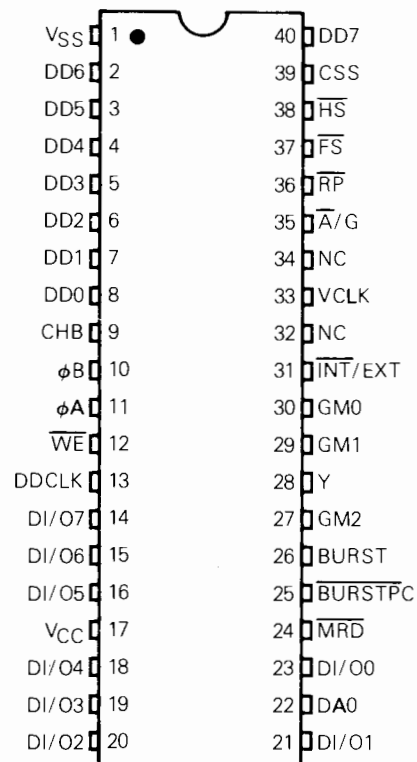 VSS 1 40 DD7
DD6 2 39 CSS
DD5 3 38 HS
DD4 4 37 FS
DD3 5 36 RP
DD2 6 35 A/G
DD1 7 34 NC
DD0 8 33 VCLK
CHB 9 32 NC
ϕB 10 31 INT/EXT
ϕA 11 30 GM0
WE 12 29 GM1
DDCLK 13 28 Y
DI/O7 14 27 GM2
DI/O6 15 26 BURST
DI/O5 16 25 BURSTPC
VCC 17 24 MRD
DI/O4 18 23 DI/O0
DI/O3 19 22 DA0
DI/O2 20 21 DI/O1